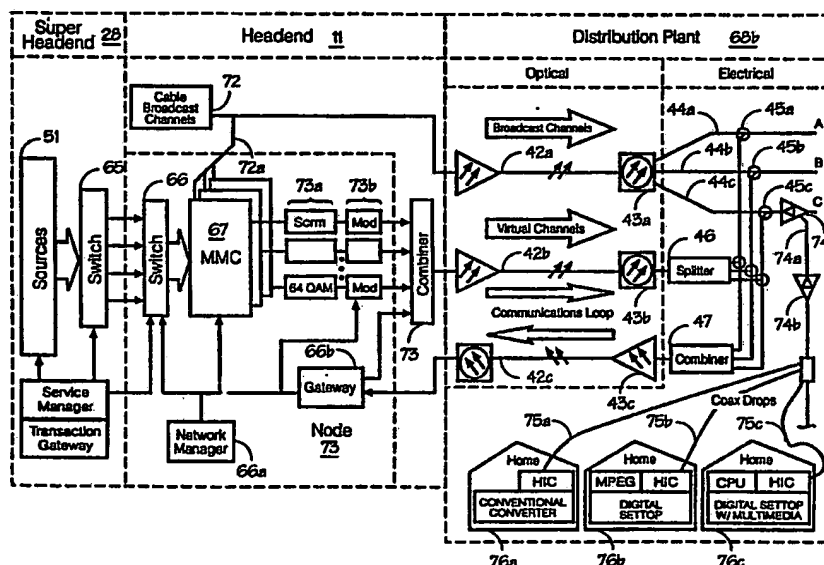 Super Headend 28
Headend 11
Distribution Plant 68b
Optical
Electrical
Cable Broadcast Channels
72
72a
51
65
66
Sources
Switch
Switch
67
MMC
73a
73b
Scrm
Mod
64 QAM
Mod
Combiner
73
Service Manager
Transaction Gateway
Network Manager
66a
66b
Gateway
Node
73
Broadcast Channels
42a
43a
44a
44b
44c
45a
45b
45c
A
B
C
74
74a
74b
Virtual Channels
42b
43b
46
Splitter
Communications Loop
42c
43c
47
Combiner
Coax Drops
75a
75b
75c
Home
HIC
CONVENTIONAL CONVERTER
76a
Home
MPEG
HIC
DIGITAL SETTOP
76b
Home
CPU
HIC
DIGITAL SETTOP W/ MULTIMEDIA
76c